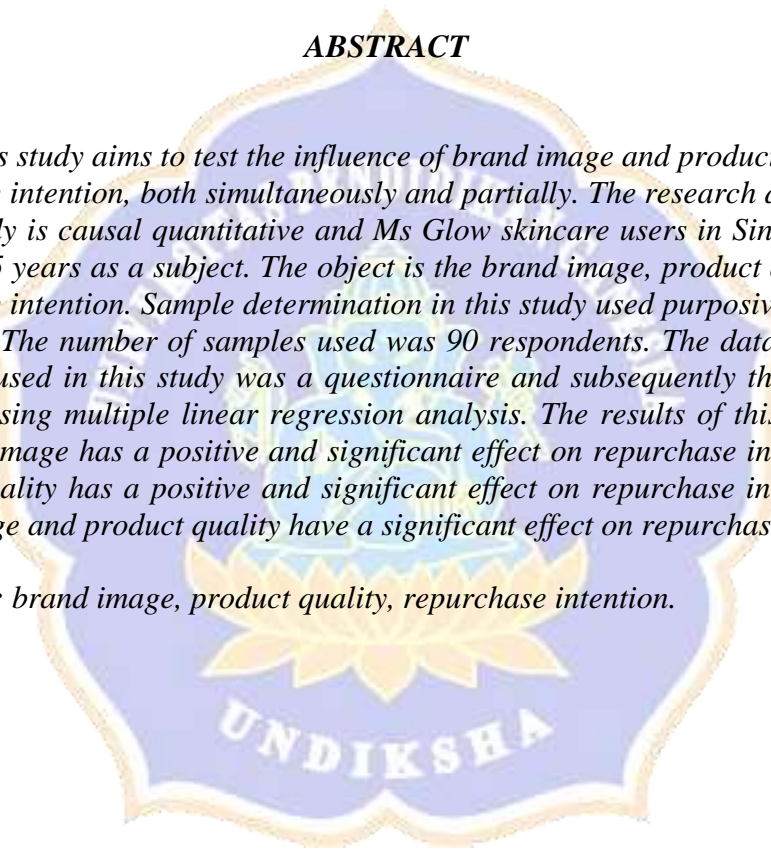 ABSTRACT
s study aims to test the influence of brand image and product
intention, both simultaneously and partially. The research
ly is causal quantitative and Ms Glow skincare users in Sin
years as a subject. The object is the brand image, product
intention. Sample determination in this study used purposiv
The number of samples used was 90 respondents. The data
used in this study was a questionnaire and subsequently th
sing multiple linear regression analysis. The results of this
mage has a positive and significant effect on repurchase in
ality has a positive and significant effect on repurchase in
ge and product quality have a significant effect on repurchas
: brand image, product quality, repurchase intention.
UNIVERSITAS PENDIDIKAN GANESHA
UNDIKSHA